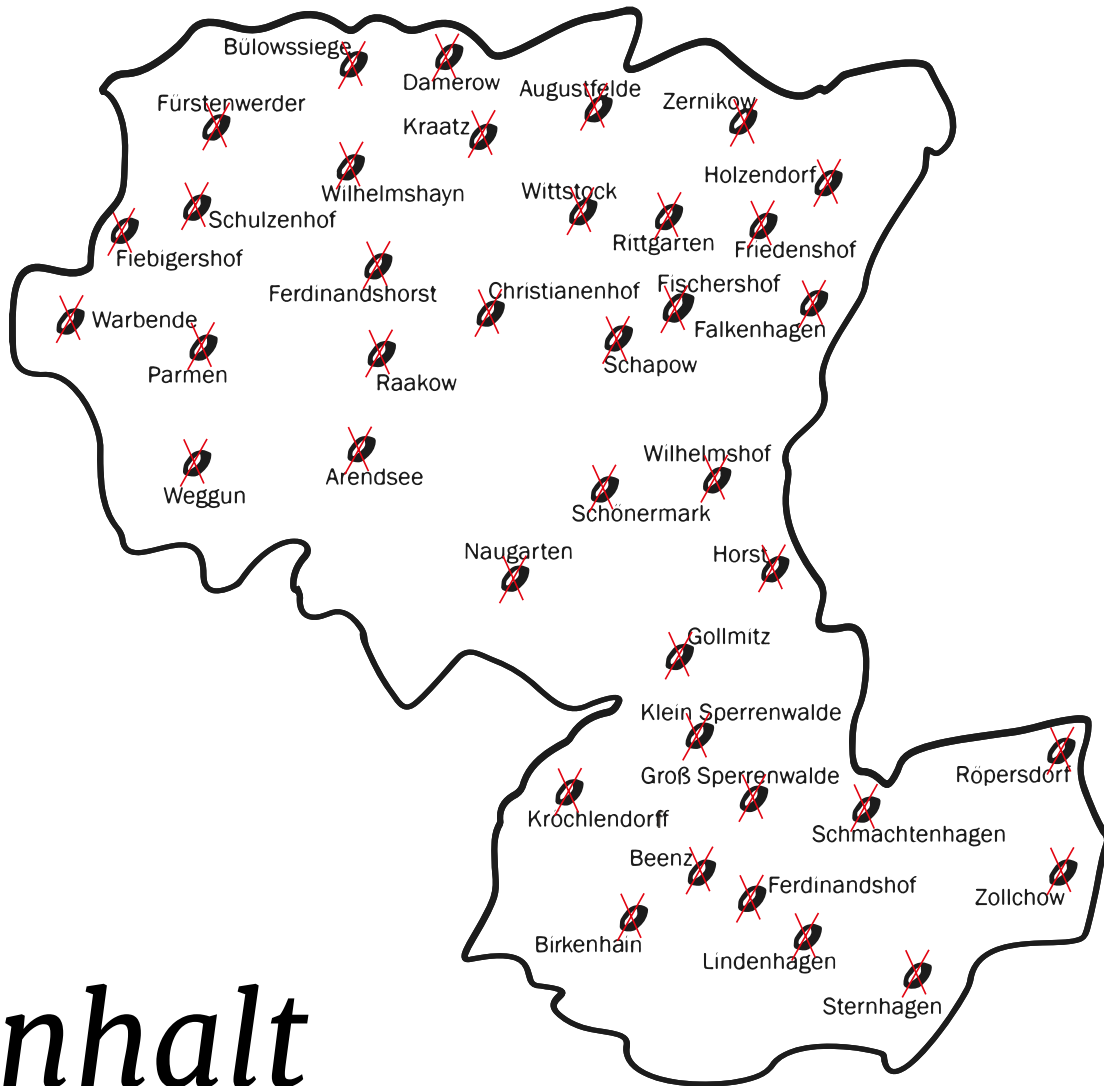 Bülowssiege
Damerow
Augustfelde
Fürstenwerder
Zernikow
Kraatz
Holzendorf
Wilhelmshayn
Wittstock
Schulzenhof
Rittgarten
Friedenshof
Fiebigershof
Ferdinandshorst
Christianenhof
Fischershof
Warbende
Falkenhagen
Parmen
Raakow
Schapow
Arendsee
Wilhelmshof
Weggun
Schönermark
Naugarten
Horst
Gollmitz
Klein Sperrenwalde
Groß Sperrenwalde
Röpersdorf
Kröchlendorff
Schmachtenhagen
Beenz
Ferdinandshof
Zollchow
Birkenhain
Lindenhagen
Sternhagen
nhalt